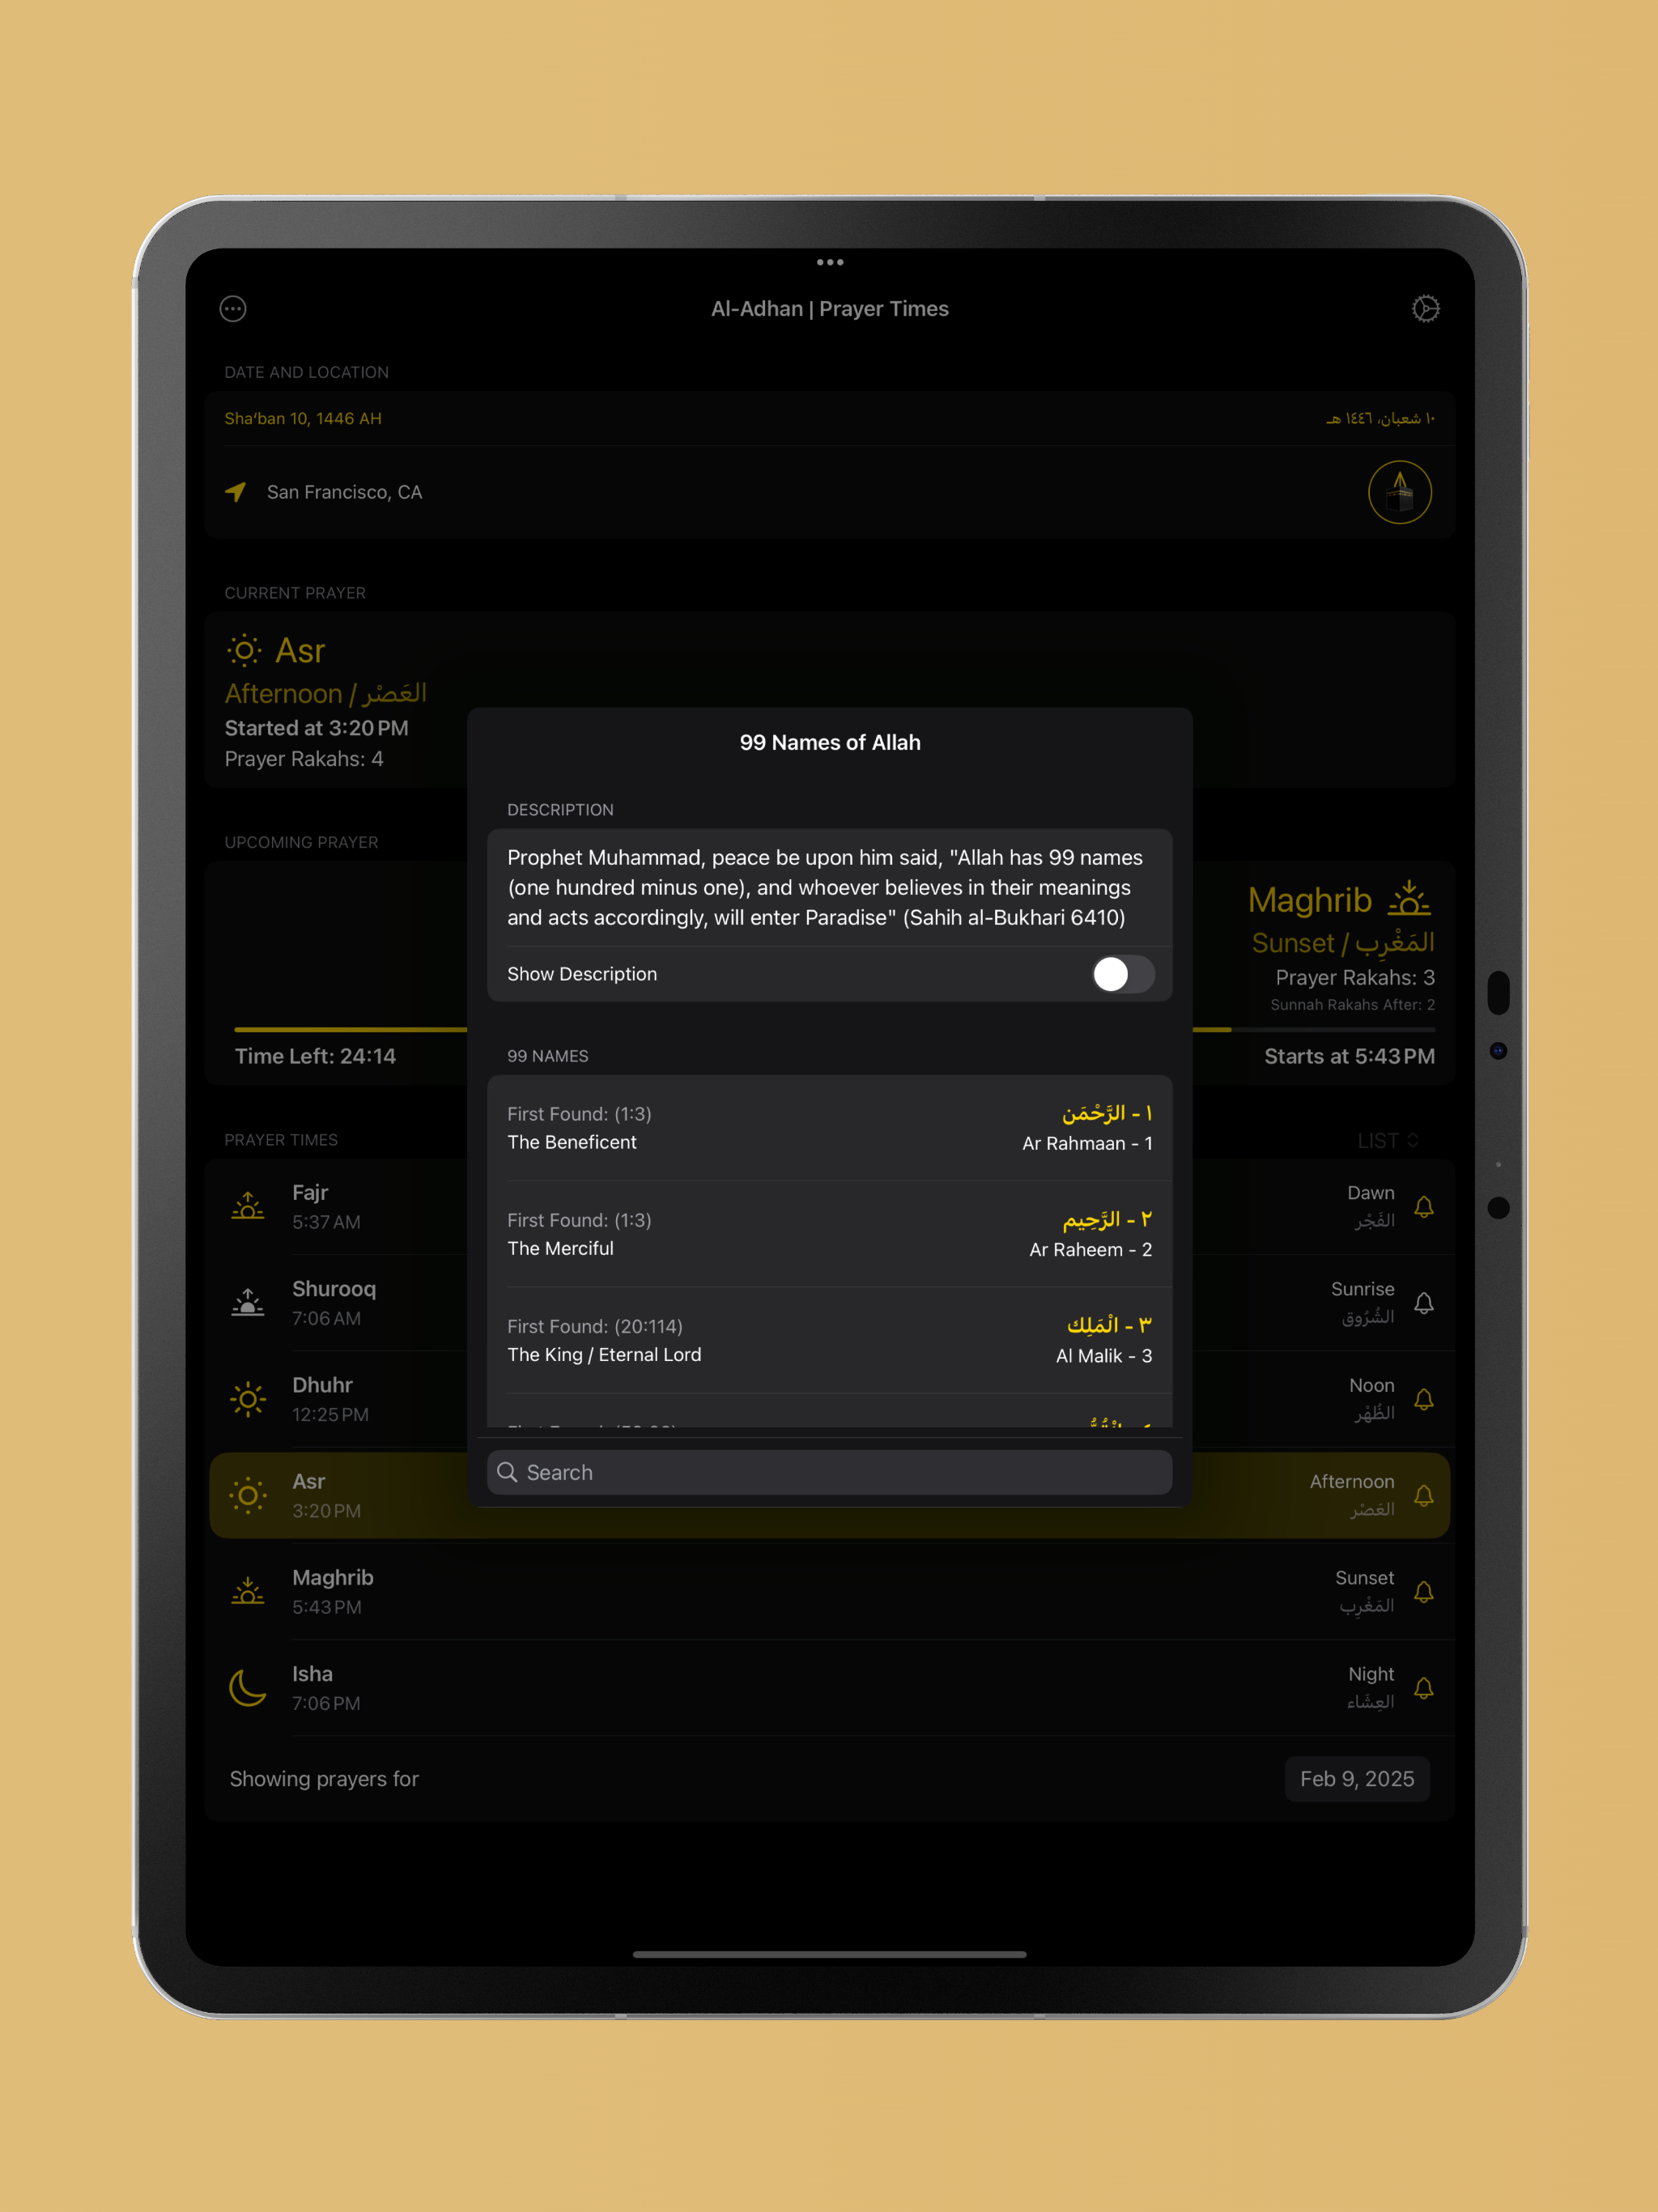 Al-Adhan | Prayer Times
DATE AND LOCATION
Shaʻban 10, 1446 AH
١٠ شعبان، ١٤٤٦ هـ
San Francisco, CA
CURRENT PRAYER
Asr
Afternoon / العَصْر
Started at 3:20 PM
Prayer Rakahs: 4
UPCOMING PRAYER
Maghrib
Sunset / المَغْرِب
Prayer Rakahs: 3
Sunnah Rakahs After: 2
Time Left: 24:14
Starts at 5:43 PM
99 Names of Allah
DESCRIPTION
Prophet Muhammad, peace be upon him said, "Allah has 99 names
(one hundred minus one), and whoever believes in their meanings
and acts accordingly, will enter Paradise" (Sahih al-Bukhari 6410)
Show Description
99 NAMES
First Found: (1:3)
١ - الرَّحْمَن
The Beneficent
Ar Rahmaan - 1
First Found: (1:3)
٢ - الرَّحِيم
The Merciful
Ar Raheem - 2
First Found: (20:114)
٣ - الْمَلِك
The King / Eternal Lord
Al Malik - 3
Search
PRAYER TIMES
LIST
Fajr
5:37 AM
Dawn
الفَجْر
Shurooq
7:06 AM
Sunrise
الشُرُوق
Dhuhr
12:25 PM
Noon
الظُهْر
Asr
3:20 PM
Afternoon
العَصْر
Maghrib
5:43 PM
Sunset
المَغْرِب
Isha
7:06 PM
Night
العِشَاء
Showing prayers for
Feb 9, 2025